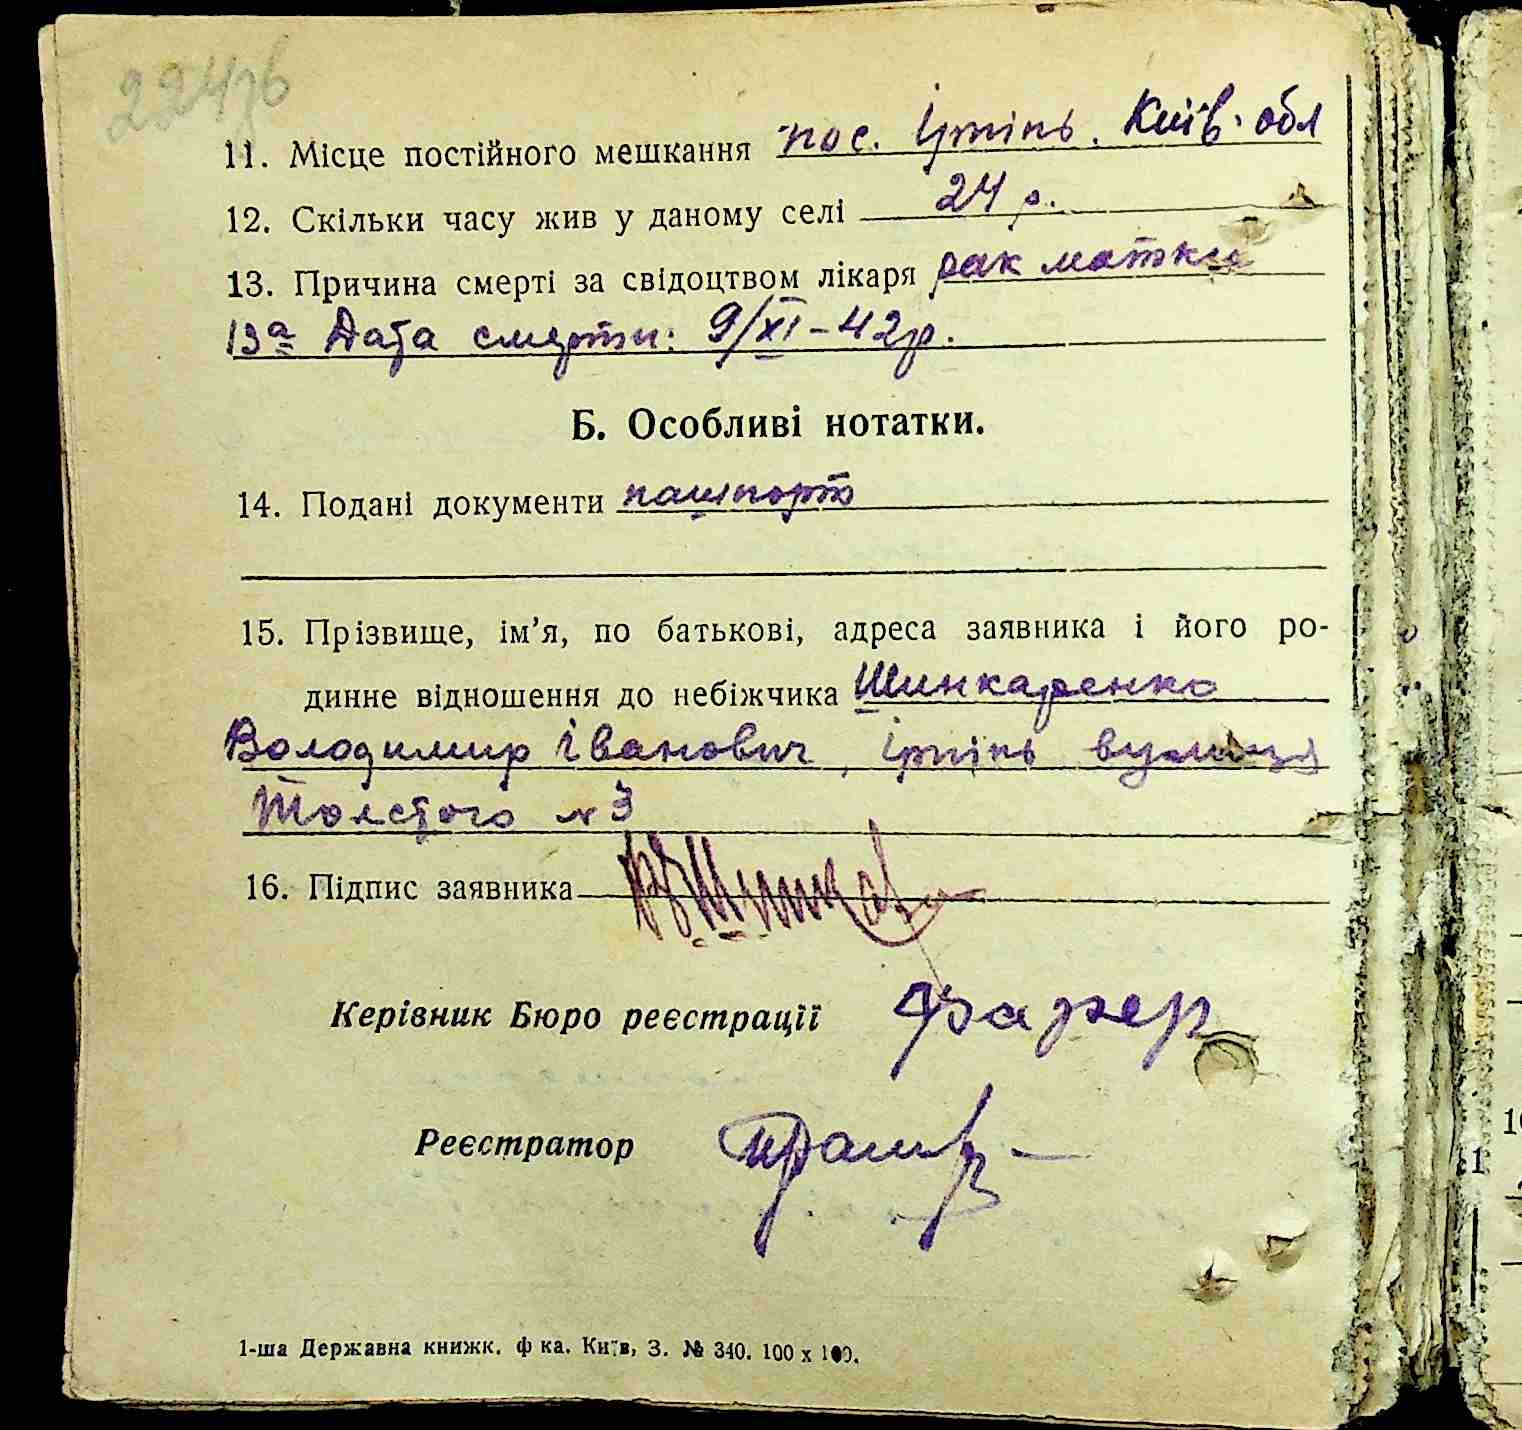 224зв
11. Місце постійного мешкання пос. Ірпінь. Київ. обл
12. Скільки часу жив у даному селі 24 р.
13. Причина смерті за свідоцтвом лікаря рак матки
13а Дата смерти: 9/XI-42р.
Б. Особливі нотатки.
14. Подані документи пашпорт
15. Прізвище, ім’я, по батькові, адреса заявника і його ро-
динне відношення до небіжчика Шинкаренко
Володимир Іванович, Ірпінь вулиця
Толстого № 3
16. Підпис заявника
Керівник Бюро реєстрації
Реєстратор
1-ша Державна книжк. ф ка. Київ, З. № 340. 100 х 100.